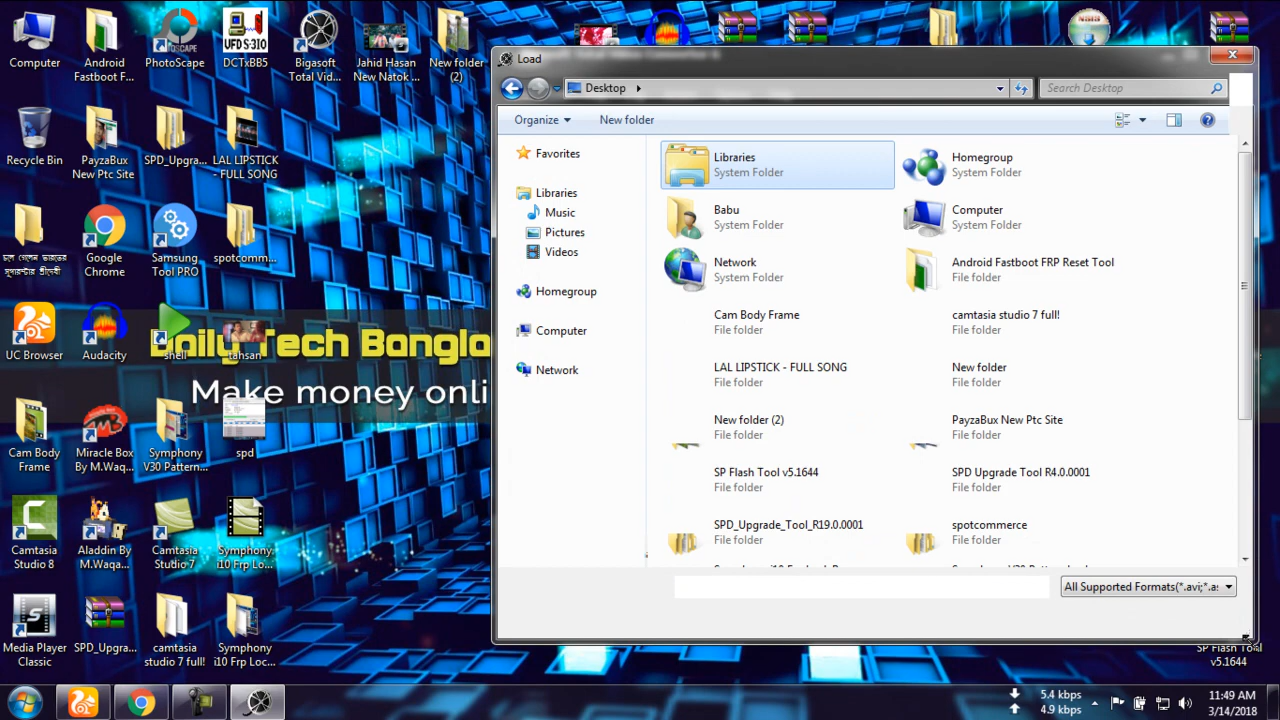 Computer
Android
Fastboot F...
PhotoScape
UFD S-310
DCTxBB5
Bigasoft
Total Vid...
Jahid Hasan
New Natok ...
New folder
(2)
Recycle Bin
PayzaBux
New Ptc Site
SPD_Upgra...
LAL LIPSTICK
- FULL SONG
Google
Chrome
Samsung
Tool PRO
spotcomm...
UC Browser
Audacity
shell
tahsan
Daily Tech Bangla
Make money onli
Cam Body
Frame
Miracle Box
By M.Waq...
Symphony
V30 Pattern...
spd
Camtasia
Studio 8
Aladdin By
M.Waqa...
Camtasia
Studio 7
Symphony
i10 Frp Lo...
Media Player
Classic
SPD_Upgra...
camtasia
studio 7 full!
Symphony
i10 Frp Loc...
Load
Desktop
Search Desktop
Organize
New folder
Favorites
Libraries
Music
Pictures
Videos
Homegroup
Computer
Network
Libraries
System Folder
Homegroup
System Folder
Babu
System Folder
Computer
System Folder
Network
System Folder
Android Fastboot FRP Reset Tool
File folder
Cam Body Frame
File folder
camtasia studio 7 full!
File folder
LAL LIPSTICK - FULL SONG
File folder
New folder
File folder
New folder (2)
File folder
PayzaBux New Ptc Site
File folder
SP Flash Tool v5.1644
File folder
SPD Upgrade Tool R4.0.0001
File folder
SPD_Upgrade_Tool_R19.0.0001
File folder
spotcommerce
File folder
All Supported Formats(*.avi;*.a
SP Flash Tool
v5.1644
5.4 kbps
4.9 kbps
11:49 AM
3/14/2018